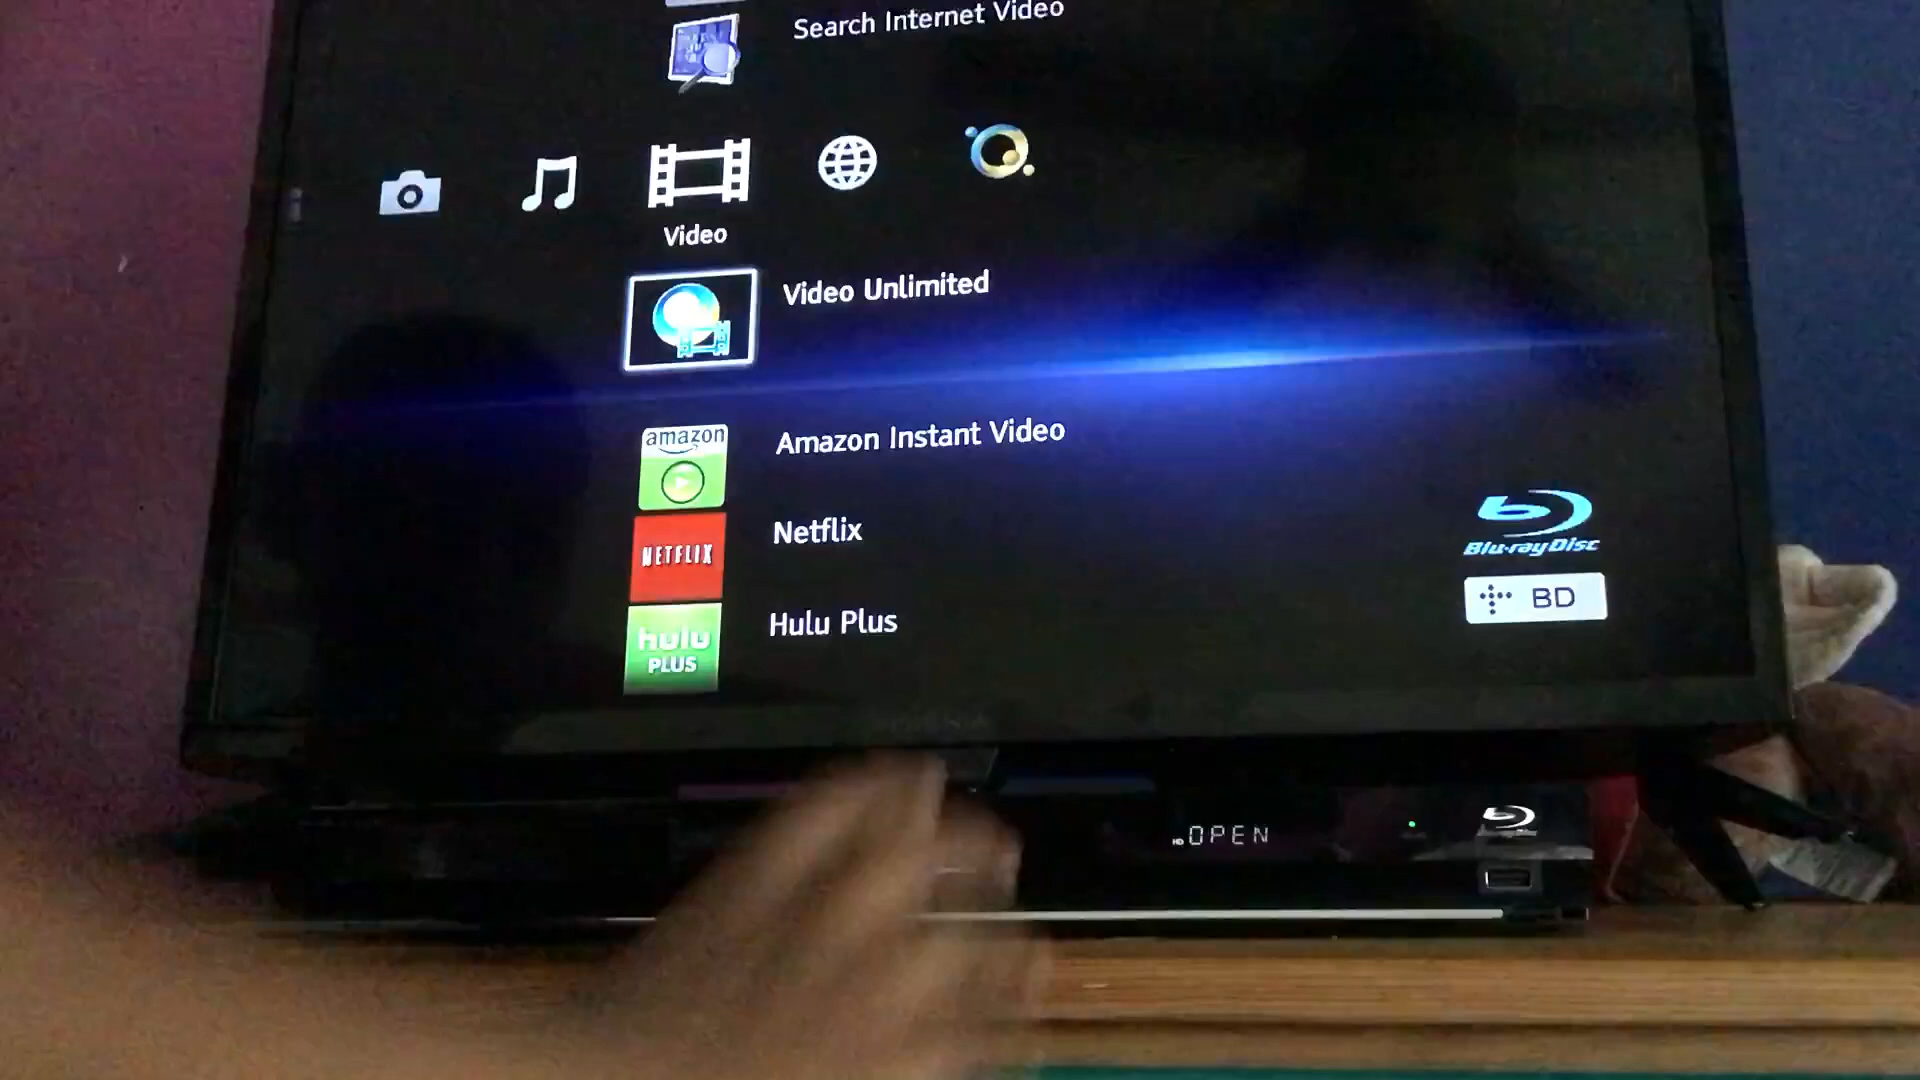 Search Internet Video
Video
Video Unlimited
amazon
Amazon Instant Video
NETFLIX
Netflix
hulu
PLUS
Hulu Plus
Blu-ray Disc
BD
HD OPEN